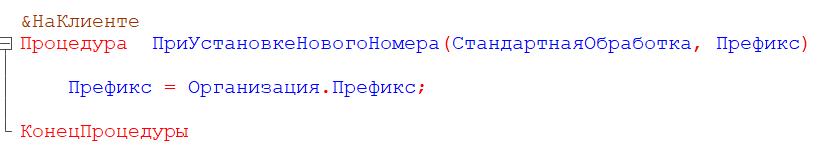 &НаКлиенте
Процедура ПриУстановкеНовогоНомера(СтандартнаяОбработка, Префикс)
Префикс = Организация.Префикс;
КонецПроцедуры